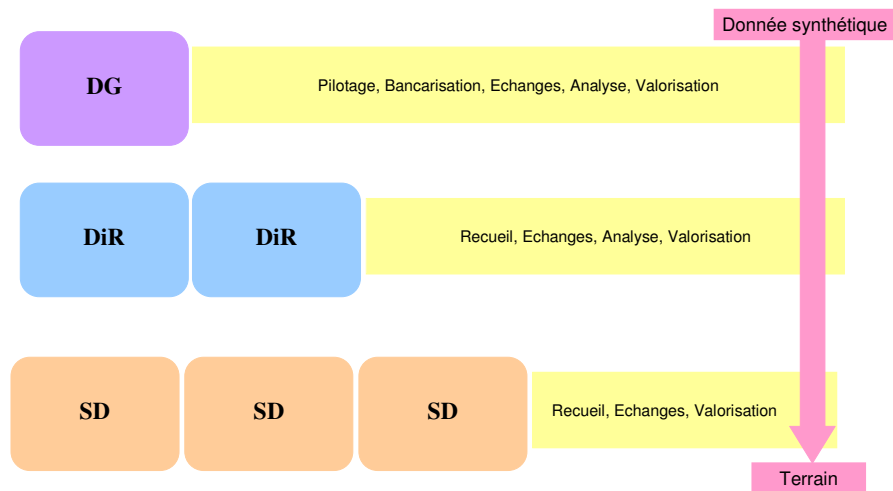 Donnée synthétique
DG
Pilotage, Bancarisation, Echanges, Analyse, Valorisation
DiR
DiR
Recueil, Echanges, Analyse, Valorisation
SD
SD
SD
Recueil, Echanges, Valorisation
Terrain